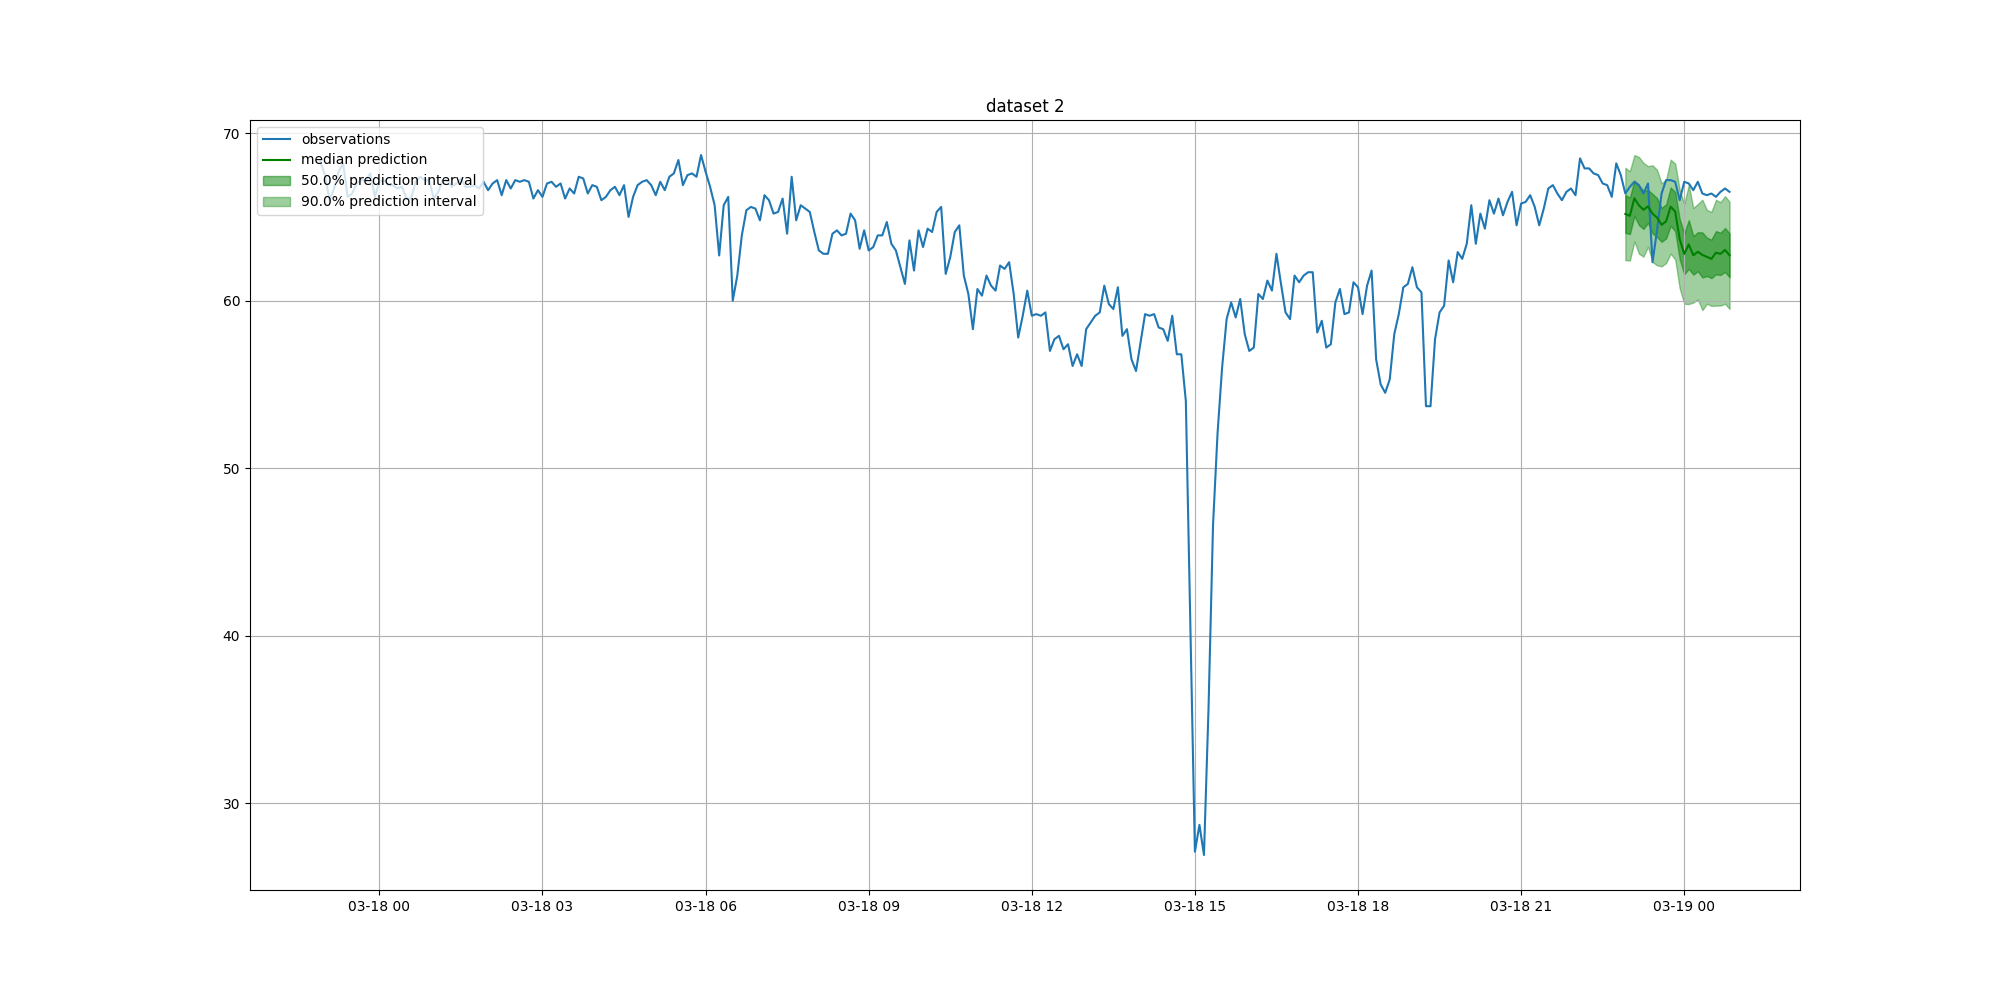 dataset 2
observations
median prediction
50.0% prediction interval
90.0% prediction interval
70
60
50
40
30
03-18 00
03-18 03
03-18 06
03-18 09
03-18 12
03-18 15
03-18 18
03-18 21
03-19 00